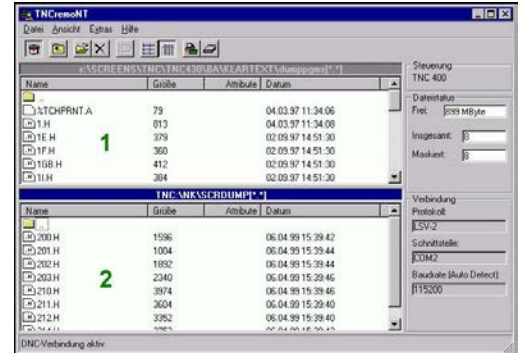 TNCremoNT
Datei Ansicht Extras Hilfe
e:\SCREENS\TNC\TNC430\BA\KLARTEXT\dumppgms[*.*]
Name Größe Attribute Datum
..
%TCHPRNT.A 79 04.03.97 11:34:06
1.H 813 04.03.97 11:34:08
1E.H 379 02.09.97 14:51:30
1F.H 360 02.09.97 14:51:30
1GB.H 412 02.09.97 14:51:30
1I.H 384 02.09.97 14:51:30
1
TNC:\NK\SCRDUMP[*.*]
Name Größe Attribute Datum
..
200.H 1596 06.04.99 15:39:42
201.H 1004 06.04.99 15:39:44
202.H 1892 06.04.99 15:39:44
203.H 2340 06.04.99 15:39:46
210.H 3974 06.04.99 15:39:46
211.H 3604 06.04.99 15:39:40
212.H 3352 06.04.99 15:39:40
2
Steuerung
TNC 400
Dateistatus
Frei: 899 MByte
Insgesamt: 8
Maskiert: 8
Verbindung
Protokoll:
LSV-2
Schnittstelle:
COM2
Baudrate (Auto Detect):
115200
DNC-Verbindung aktiv